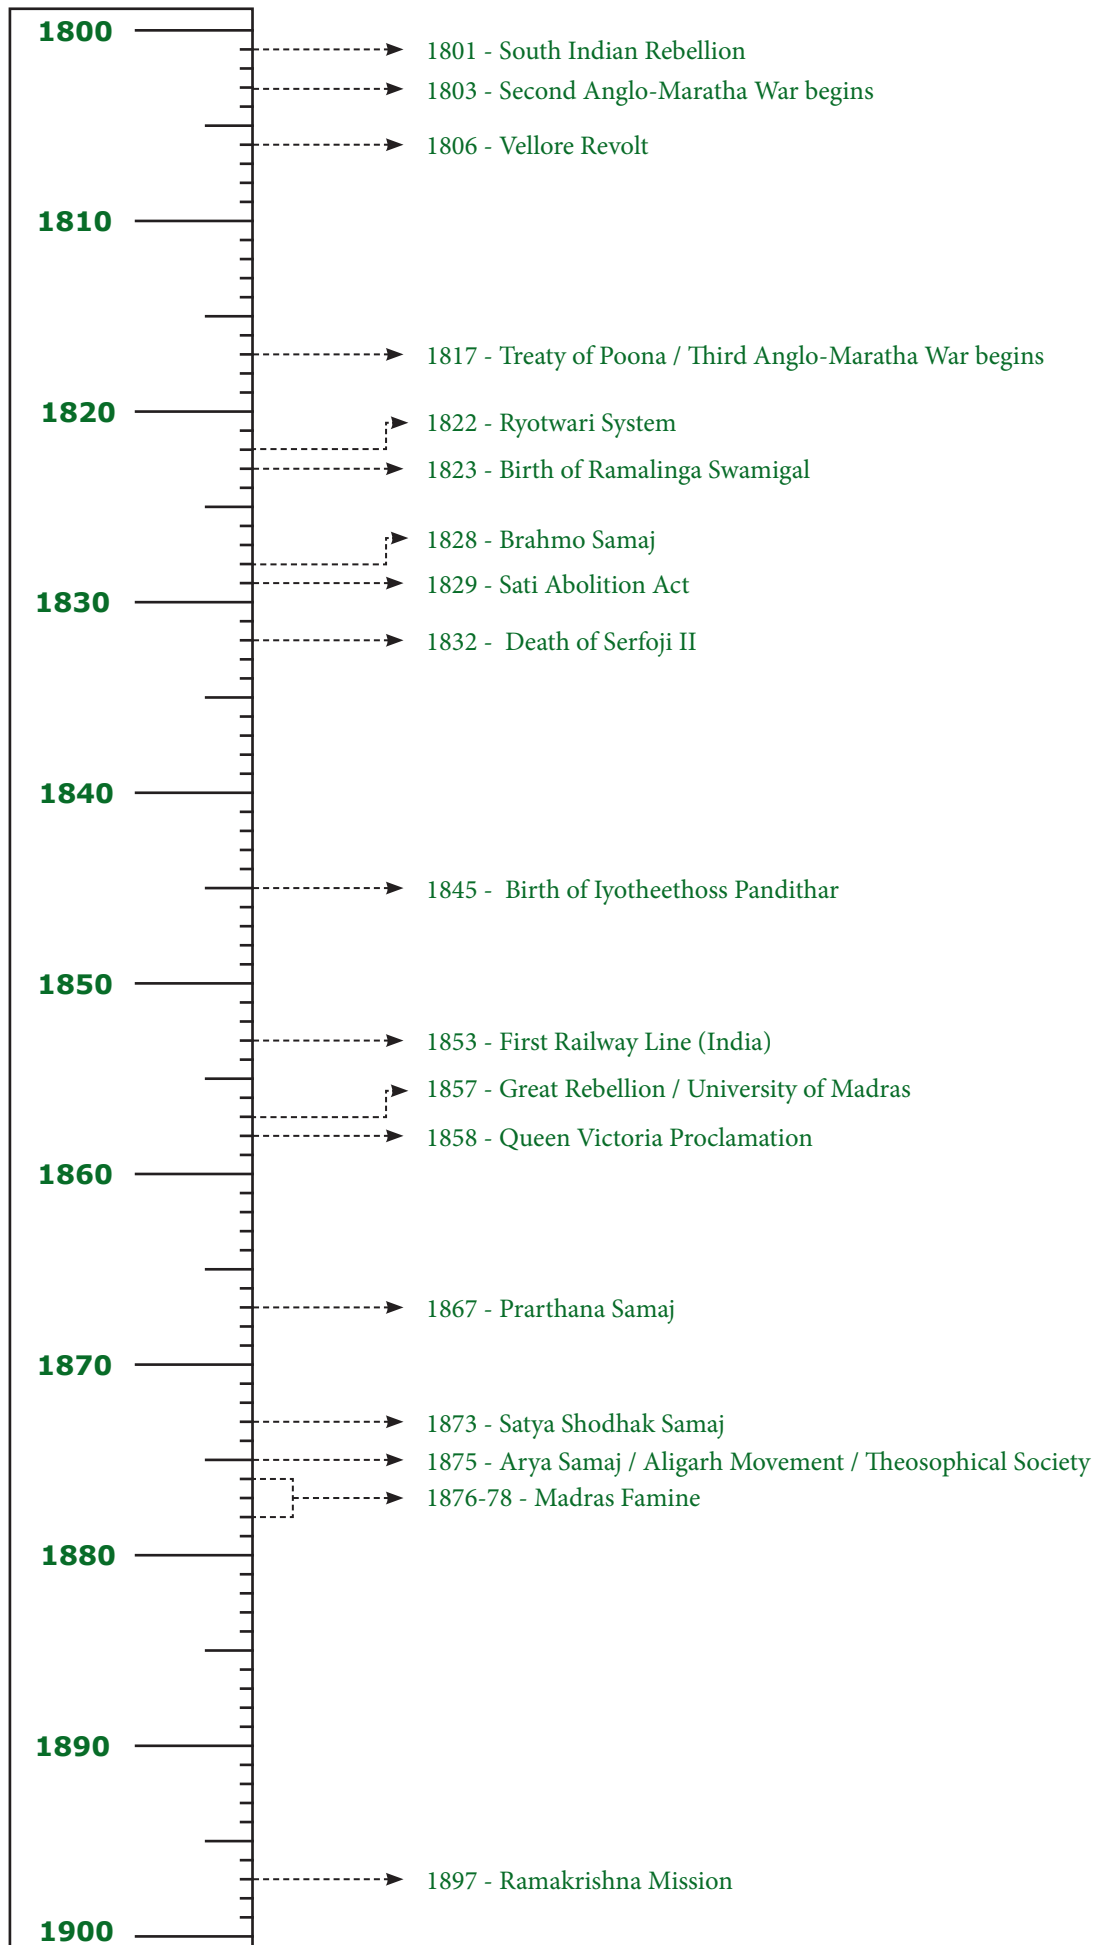 1800
1801 - South Indian Rebellion
1803 - Second Anglo-Maratha War begins
1806 - Vellore Revolt
1810
1817 - Treaty of Poona / Third Anglo-Maratha War begins
1820
1822 - Ryotwari System
1823 - Birth of Ramalinga Swamigal
1828 - Brahmo Samaj
1829 - Sati Abolition Act
1830
1832 - Death of Serfoji II
1840
1845 - Birth of Iyotheethoss Pandithar
1850
1853 - First Railway Line (India)
1857 - Great Rebellion / University of Madras
1858 - Queen Victoria Proclamation
1860
1867 - Prarthana Samaj
1870
1873 - Satya Shodhak Samaj
1875 - Arya Samaj / Aligarh Movement / Theosophical Society
1876-78 - Madras Famine
1880
1890
1897 - Ramakrishna Mission
1900